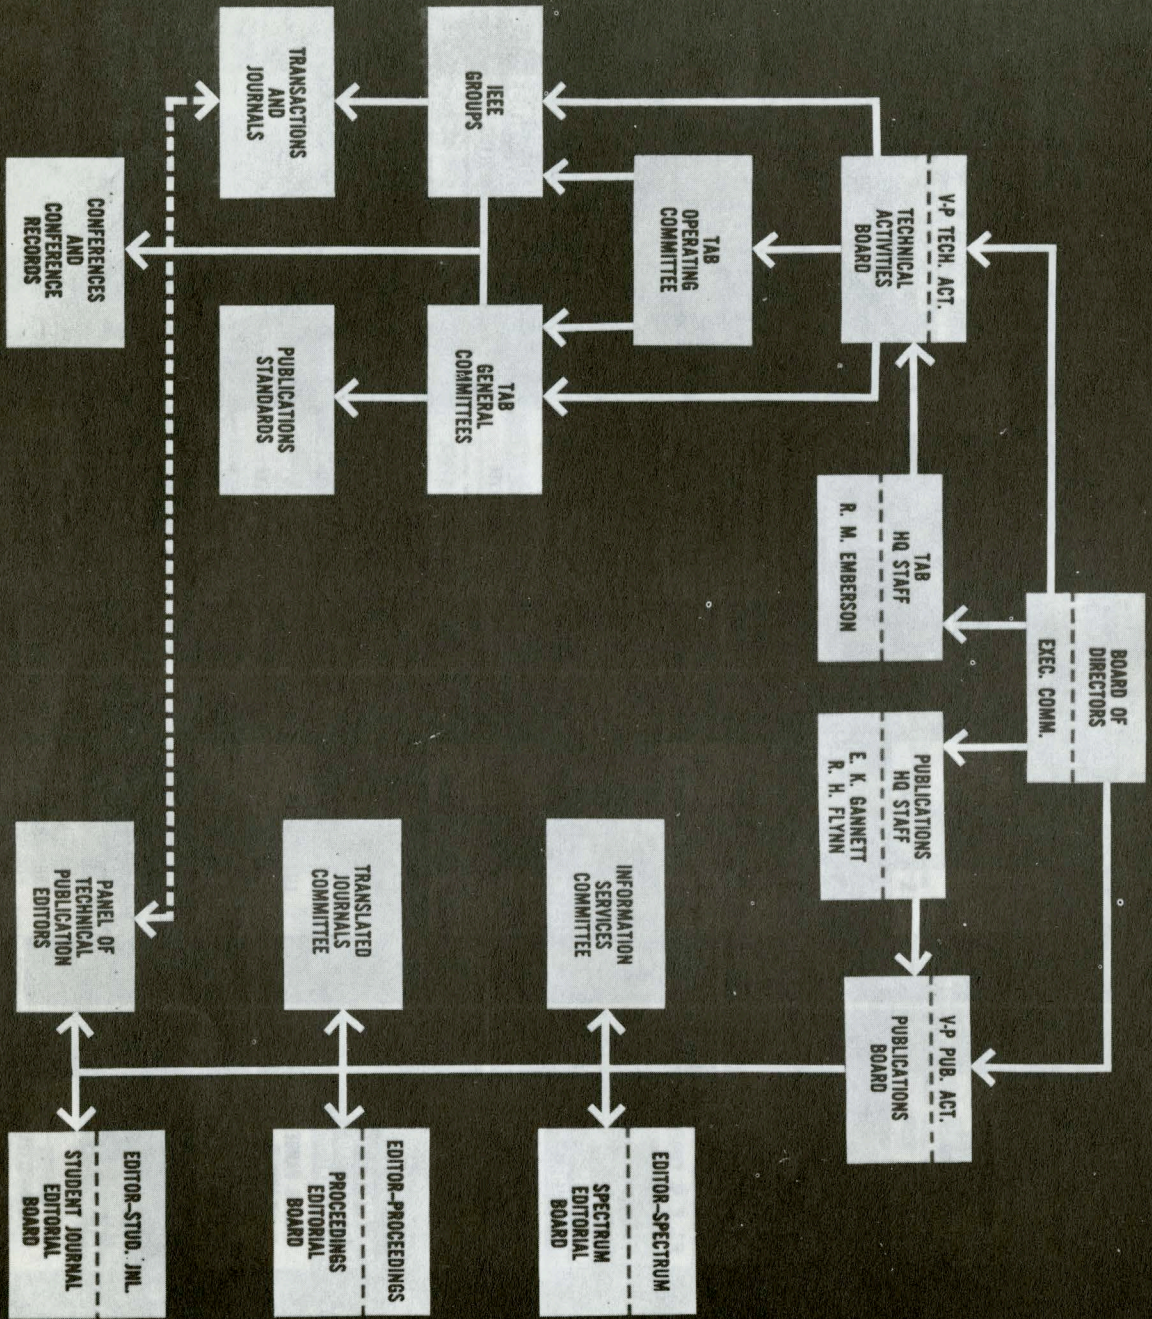 BOARD OF
DIRECTORS
EXEC. COMM.
V-P TECH. ACT.
TECHNICAL
ACTIVITIES
BOARD
TAB
HQ STAFF
R. M. EMBERSON
PUBLICATIONS
HQ STAFF
E. K. GANNETT
R. H. FLYNN
V-P PUB. ACT.
PUBLICATIONS
BOARD
TAB
OPERATING
COMMITTEE
IEEE
GROUPS
TAB
GENERAL
COMMITTEES
INFORMATION
SERVICES
COMMITTEE
EDITOR-SPECTRUM
SPECTRUM
EDITORIAL
BOARD
TRANSACTIONS
AND
JOURNALS
PUBLICATIONS
STANDARDS
TRANSLATED
JOURNALS
COMMITTEE
EDITOR-PROCEEDINGS
PROCEEDINGS
EDITORIAL
BOARD
CONFERENCES
AND
CONFERENCE
RECORDS
PANEL OF
TECHNICAL
PUBLICATION
EDITORS
EDITOR-STUD. JNL.
STUDENT JOURNAL
EDITORIAL
BOARD